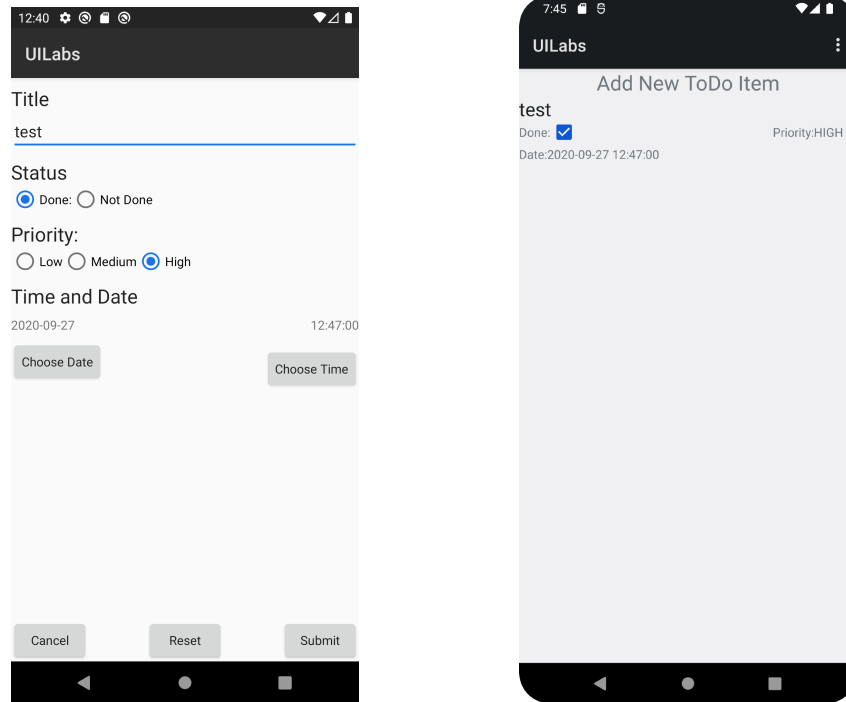 12:40
UILabs
Title
test
Status
Done: Not Done
Priority:
Low Medium High
Time and Date
2020-09-27 12:47:00
Choose Date Choose Time
Cancel Reset Submit
7:45
UILabs
Add New ToDo Item
test
Done: Priority:HIGH
Date:2020-09-27 12:47:00